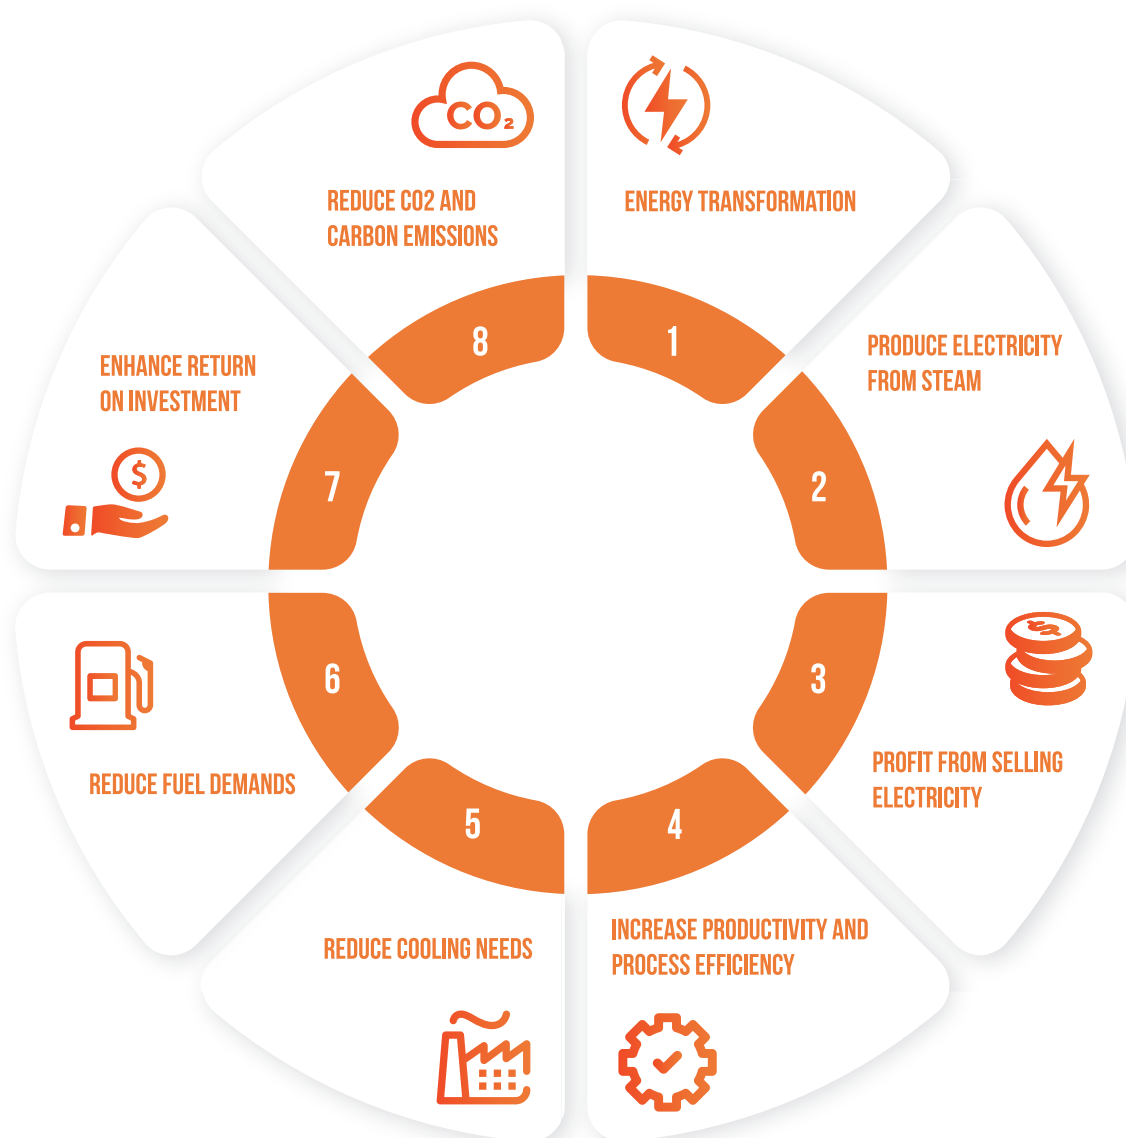 1
ENERGY TRANSFORMATION
2
PRODUCE ELECTRICITY
FROM STEAM
3
$
PROFIT FROM SELLING
ELECTRICITY
4
INCREASE PRODUCTIVITY AND
PROCESS EFFICIENCY
5
REDUCE COOLING NEEDS
6
REDUCE FUEL DEMANDS
7
ENHANCE RETURN
ON INVESTMENT
$
8
CO₂
REDUCE CO2 AND
CARBON EMISSIONS